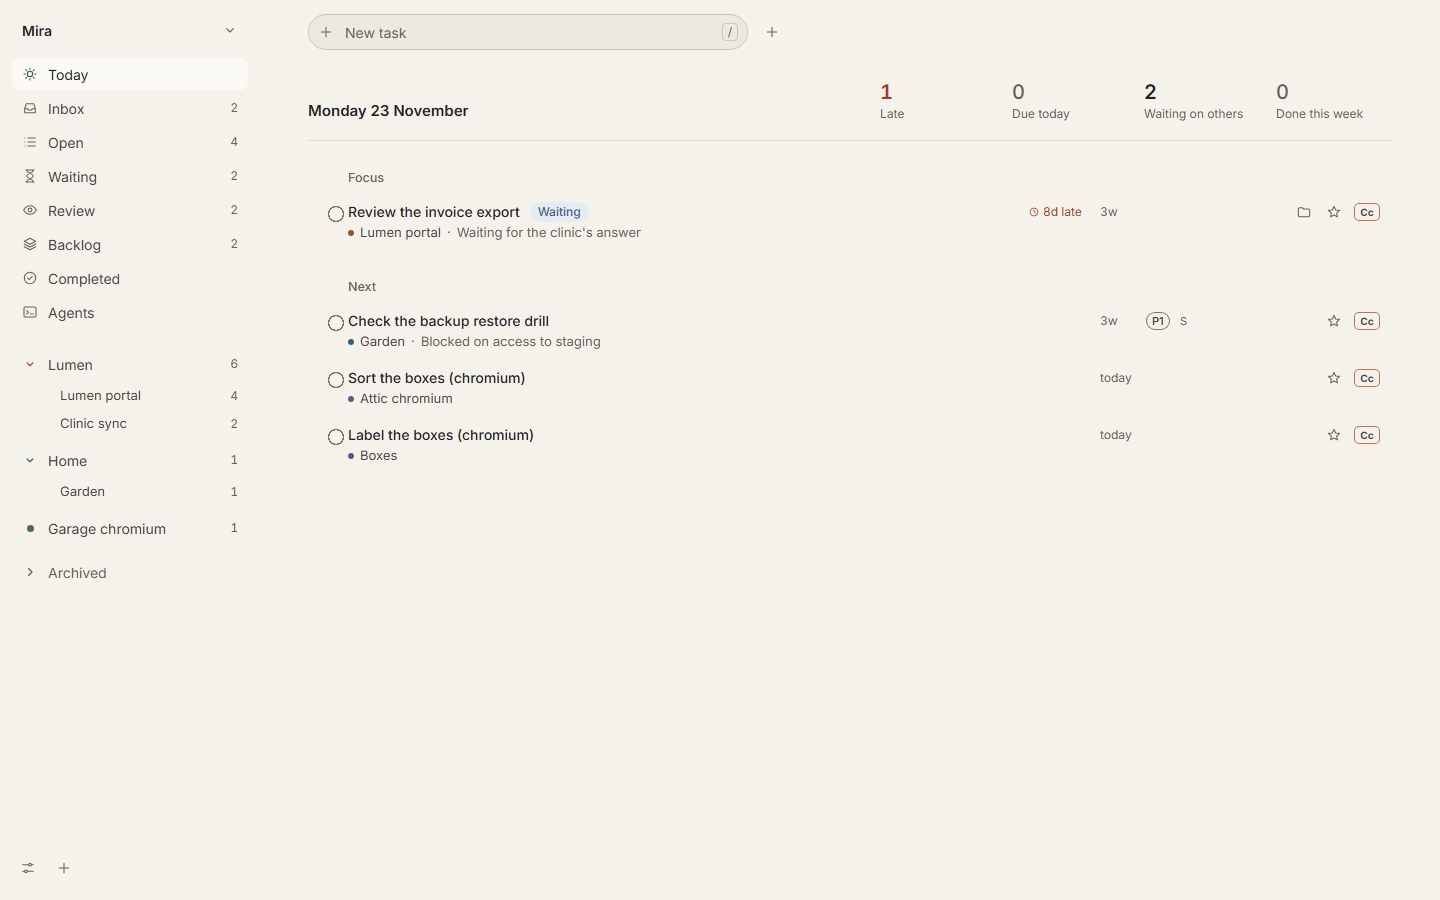 Mira
Today
Inbox 2
Open 4
Waiting 2
Review 2
Backlog 2
Completed
Agents
Lumen 6
Lumen portal 4
Clinic sync 2
Home 1
Garden 1
Garage chromium 1
Archived
New task /
Monday 23 November
1 Late
0 Due today
2 Waiting on others
0 Done this week
Focus
Review the invoice export Waiting 8d late 3w Cc
Lumen portal · Waiting for the clinic's answer
Next
Check the backup restore drill 3w P1 S Cc
Garden · Blocked on access to staging
Sort the boxes (chromium) today Cc
Attic chromium
Label the boxes (chromium) today Cc
Boxes